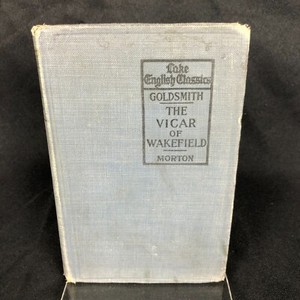 Lake
English Classics
GOLDSMITH
THE
VICAR
OF
WAKEFIELD
MORTON